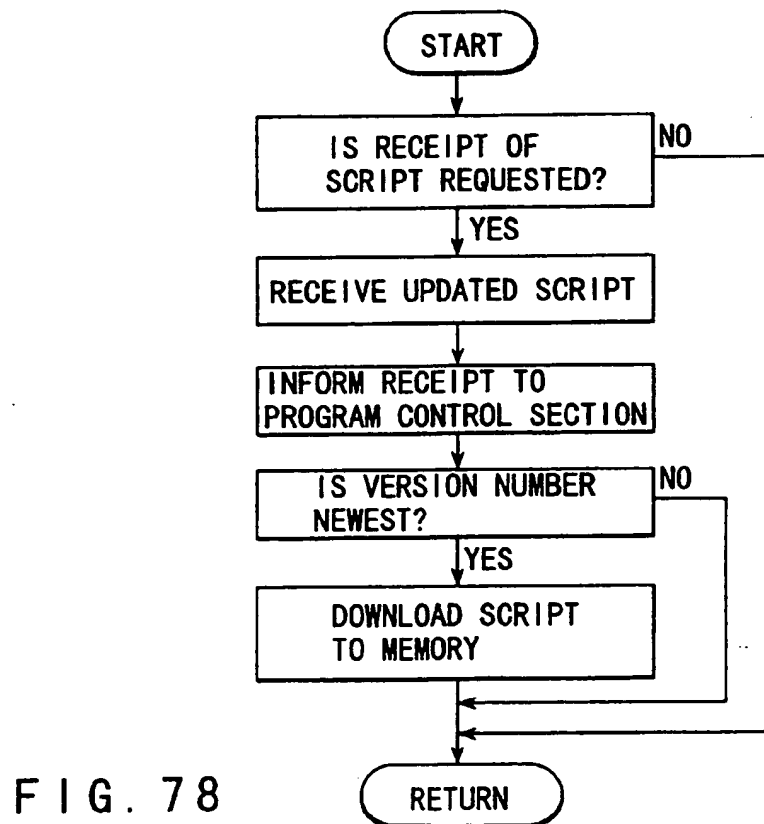 START
IS RECEIPT OF
SCRIPT REQUESTED?
NO
YES
RECEIVE UPDATED SCRIPT
INFORM RECEIPT TO
PROGRAM CONTROL SECTION
IS VERSION NUMBER
NEWEST?
NO
YES
DOWNLOAD SCRIPT
TO MEMORY
RETURN
FIG. 78